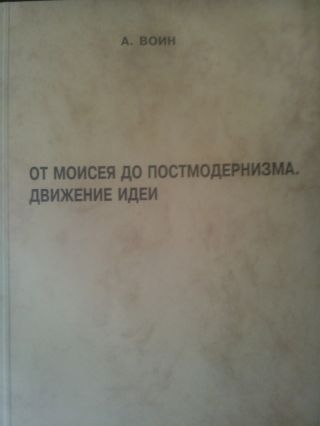 А. ВОИН
ОТ МОИСЕЯ ДО ПОСТМОДЕРНИЗМА.
ДВИЖЕНИЕ ИДЕИ